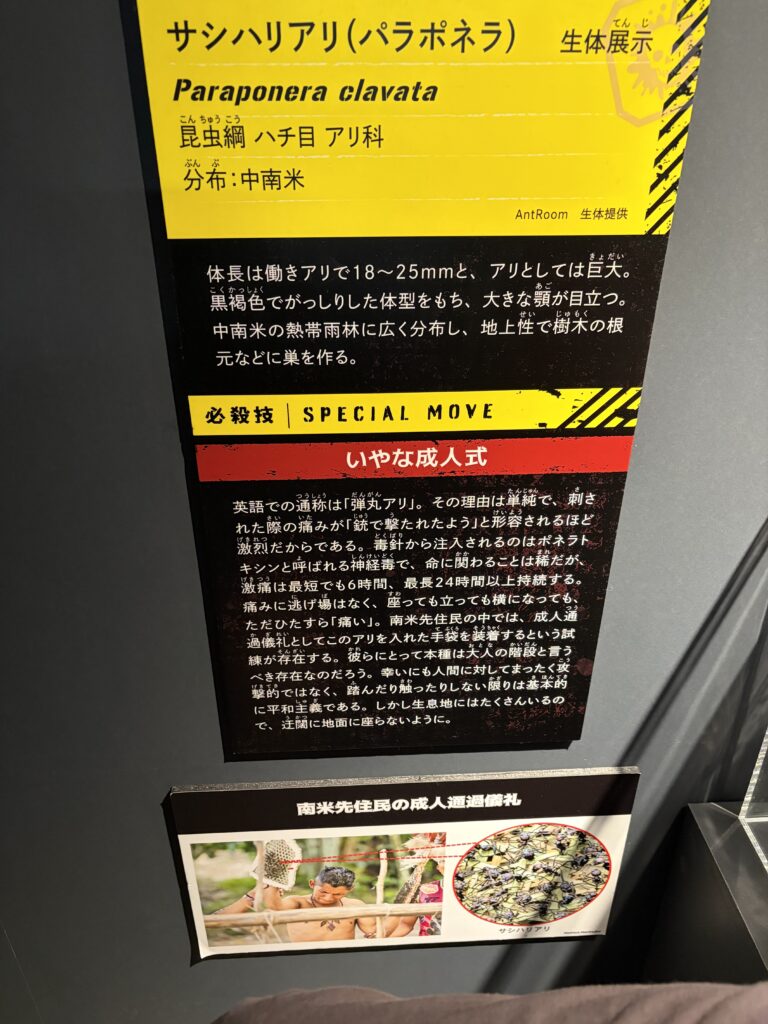 サシハリアリ(パラポネラ) 生体展示
Paraponera clavata
昆虫綱 ハチ目 アリ科
分布：中南米
AntRoom 生体提供
体長は働きアリで18〜25mmと、アリとしては巨大。
黒褐色でがっしりした体型をもち、大きな顎が目立つ。
中南米の熱帯雨林に広く分布し、地上性で樹木の根
元などに巣を作る。
必殺技 | SPECIAL MOVE
いやな成人式
英語での通称は「弾丸アリ」。その理由は単純で、刺さ
れた際の痛みが「銃で撃たれたよう」と形容されるほど
激烈だからである。毒針から注入されるのはポネラト
キシンと呼ばれる神経毒で、命に関わることは稀だが、
激痛は最短でも6時間、最長24時間以上持続する。
痛みに逃げ場はなく、座っても立っても横になっても、
ただひたすら「痛い」。南米先住民の中では、成人通
過儀礼としてこのアリを入れた手袋を装着するという試
練が存在する。彼らにとって本種は大人の階段と言う
べき存在なのだろう。幸いにも人間に対してまったく攻
撃的ではなく、踏んだり触ったりしない限りは基本的
に平和主義である。しかし生息地にはたくさんいるの
で、迂闊に地面に座らないように。
南米先住民の成人通過儀礼
サシハリアリ